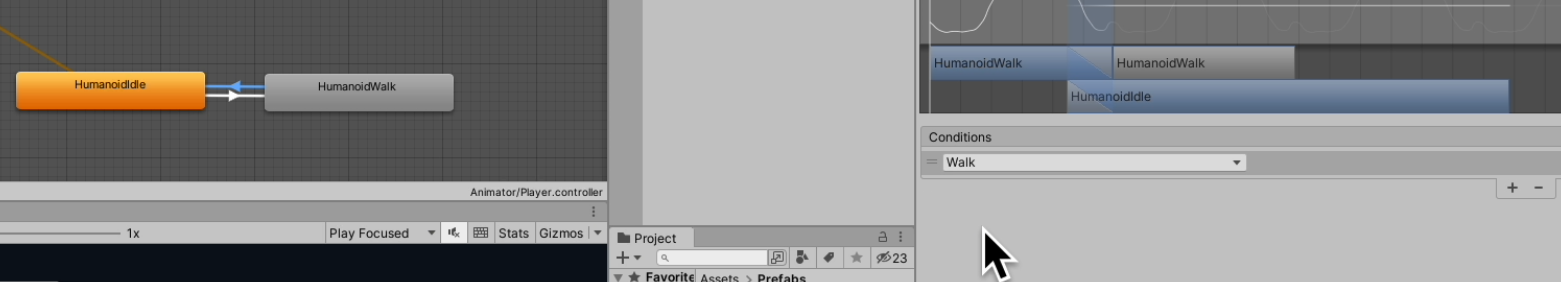 HumanoidIdle
HumanoidWalk
Animator/Player.controller
1x
Play Focused
Stats
Gizmos
Project
23
Favorite
Assets > Prefabs
HumanoidWalk
HumanoidWalk
HumanoidIdle
Conditions
Walk